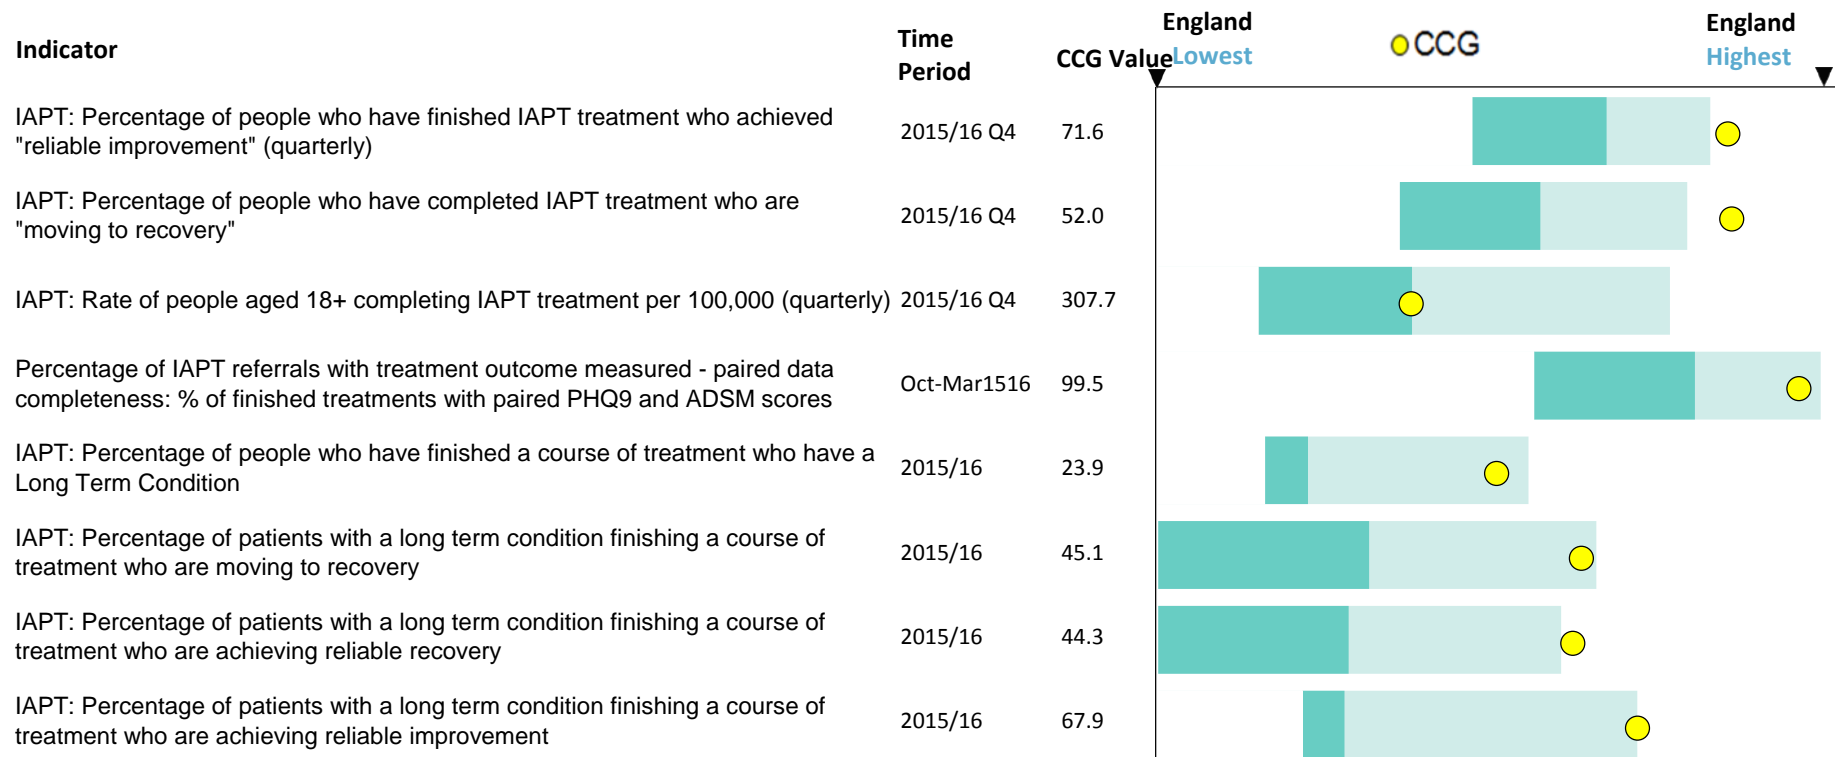 Indicator
Time
Period
CCG Value
England
Lowest
CCG
England
Highest
IAPT: Percentage of people who have finished IAPT treatment who achieved
"reliable improvement" (quarterly)
2015/16 Q4
71.6
IAPT: Percentage of people who have completed IAPT treatment who are
"moving to recovery"
2015/16 Q4
52.0
IAPT: Rate of people aged 18+ completing IAPT treatment per 100,000 (quarterly)
2015/16 Q4
307.7
Percentage of IAPT referrals with treatment outcome measured - paired data
completeness: % of finished treatments with paired PHQ9 and ADSM scores
Oct-Mar1516
99.5
IAPT: Percentage of people who have finished a course of treatment who have a
Long Term Condition
2015/16
23.9
IAPT: Percentage of patients with a long term condition finishing a course of
treatment who are moving to recovery
2015/16
45.1
IAPT: Percentage of patients with a long term condition finishing a course of
treatment who are achieving reliable recovery
2015/16
44.3
IAPT: Percentage of patients with a long term condition finishing a course of
treatment who are achieving reliable improvement
2015/16
67.9